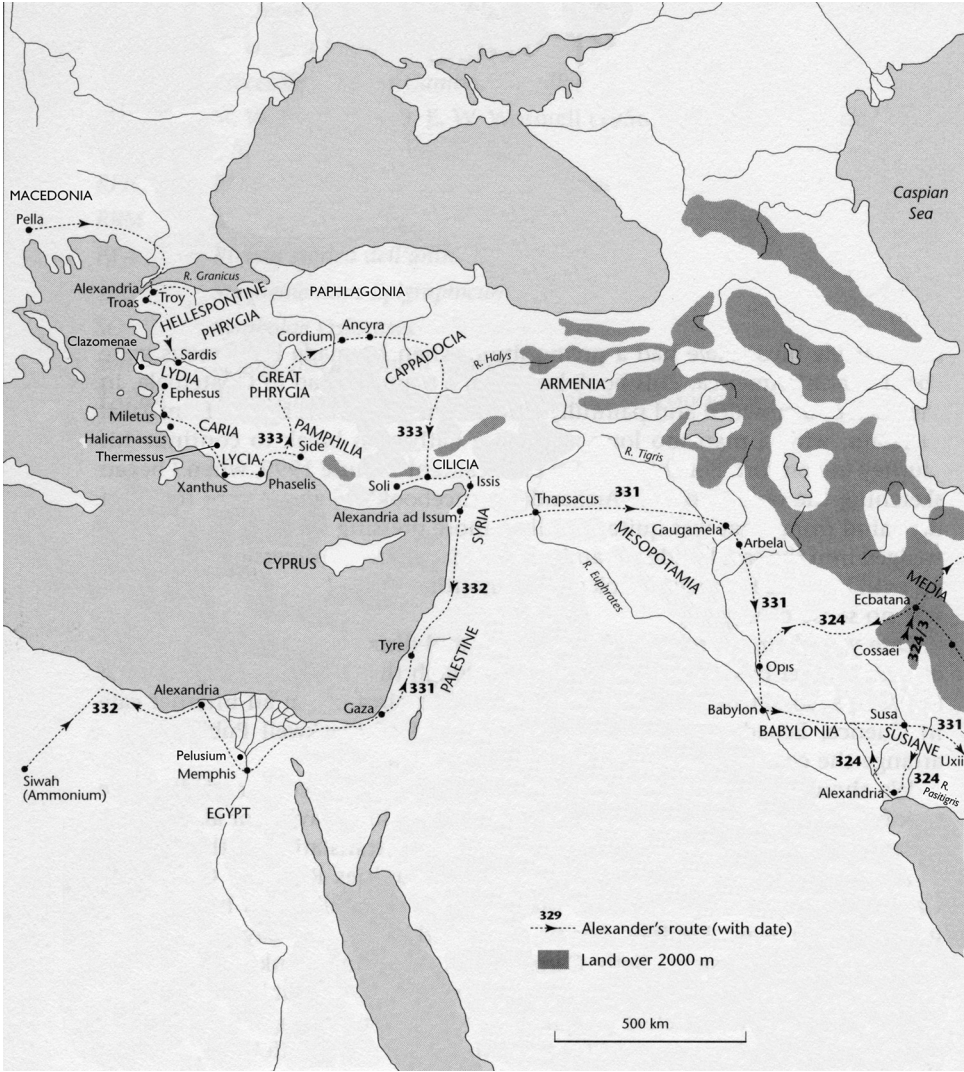 MACEDONIA
Pella
Caspian
Sea
R. Granicus
Alexandria
Troas
Troy
HELLESPONTINE
PHRYGIA
PAPHLAGONIA
Clazomenae
Gordium
Ancyra
CAPPADOCIA
Sardis
LYDIA
Ephesus
GREAT
PHRYGIA
R. Halys
ARMENIA
Miletus
Halicarnassus
Thermessus
CARIA
333
PAMPHILIA
Side
333
LYCIA
Xanthus
Phaselis
CILICIA
Soli
Issis
R. Tigris
Alexandria ad Issum
SYRIA
Thapsacus
331
Gaugamela
Arbela
MESOPOTAMIA
CYPRUS
R. Euphrates
332
331
MEDIA
Ecbatana
324
Cossaei
324/3
Tyre
PALESTINE
331
Opis
Alexandria
332
Gaza
Babylon
BABYLONIA
Susa
331
SUSIANE
Uxii
Pelusium
Memphis
Siwah
(Ammonium)
EGYPT
324
324
R.
Pasitigris
Alexandria
329
Alexander's route (with date)
Land over 2000 m
500 km